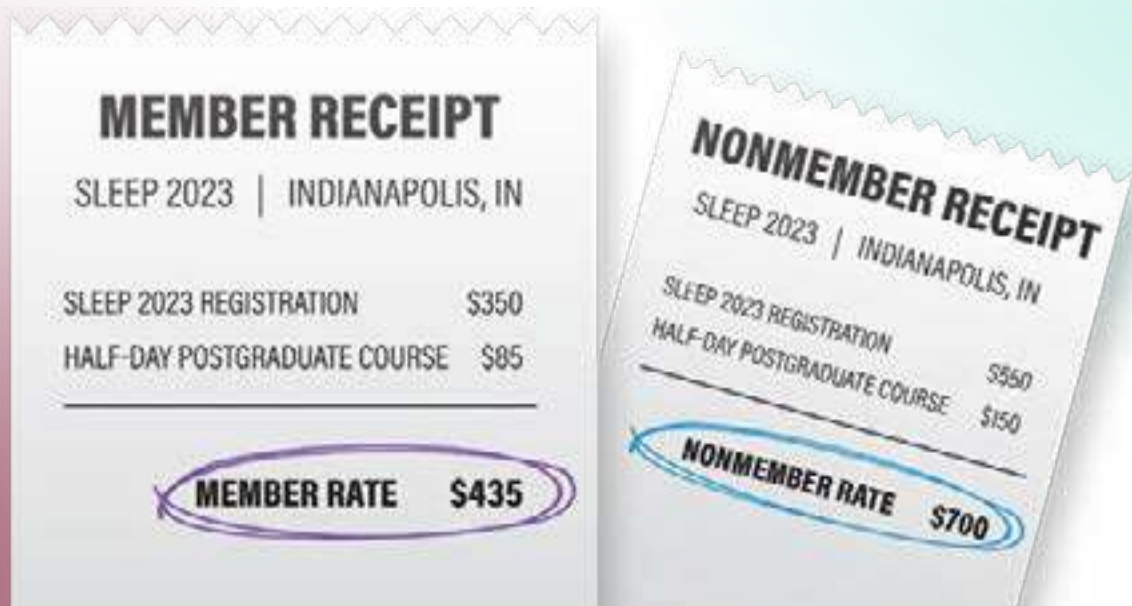 MEMBER RECEIPT
SLEEP 2023 | INDIANAPOLIS, IN
SLEEP 2023 REGISTRATION $350
HALF-DAY POSTGRADUATE COURSE $85
MEMBER RATE $435
NONMEMBER RECEIPT
SLEEP 2023 | INDIANAPOLIS, IN
SLEEP 2023 REGISTRATION $550
HALF-DAY POSTGRADUATE COURSE $150
NONMEMBER RATE $700